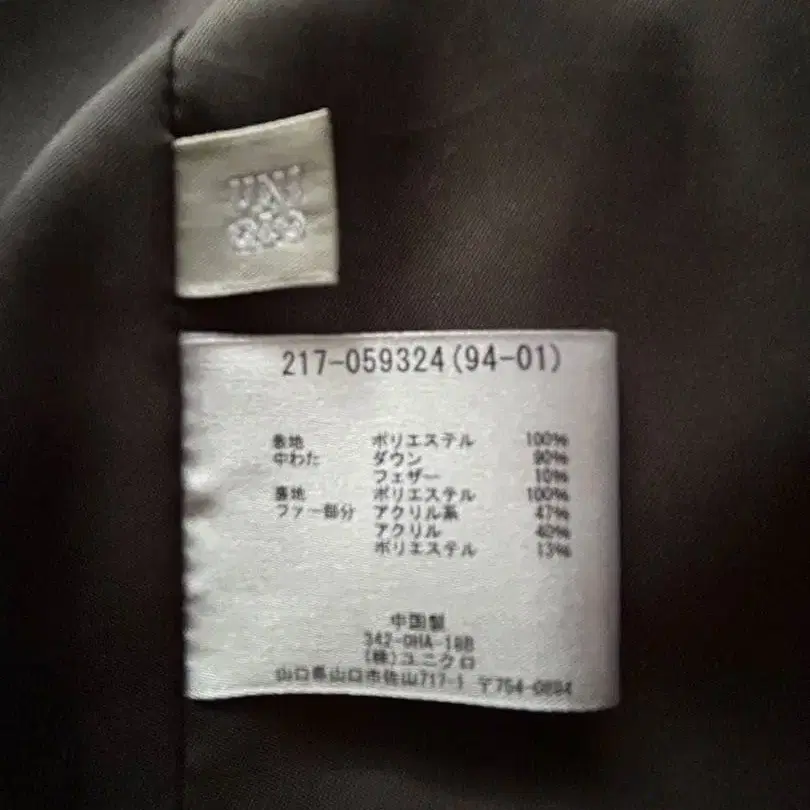 UNI
QLO
217-059324(94-01)
表地 ポリエステル 100%
中わた ダウン 90%
フェザー 10%
裏地 ポリエステル 100%
ファー部分 アクリル系 47%
アクリル 40%
ポリエステル 13%
中国製
342-OHA-18B
(株)ユニクロ
山口県山口市佐山717-1 〒754-0894